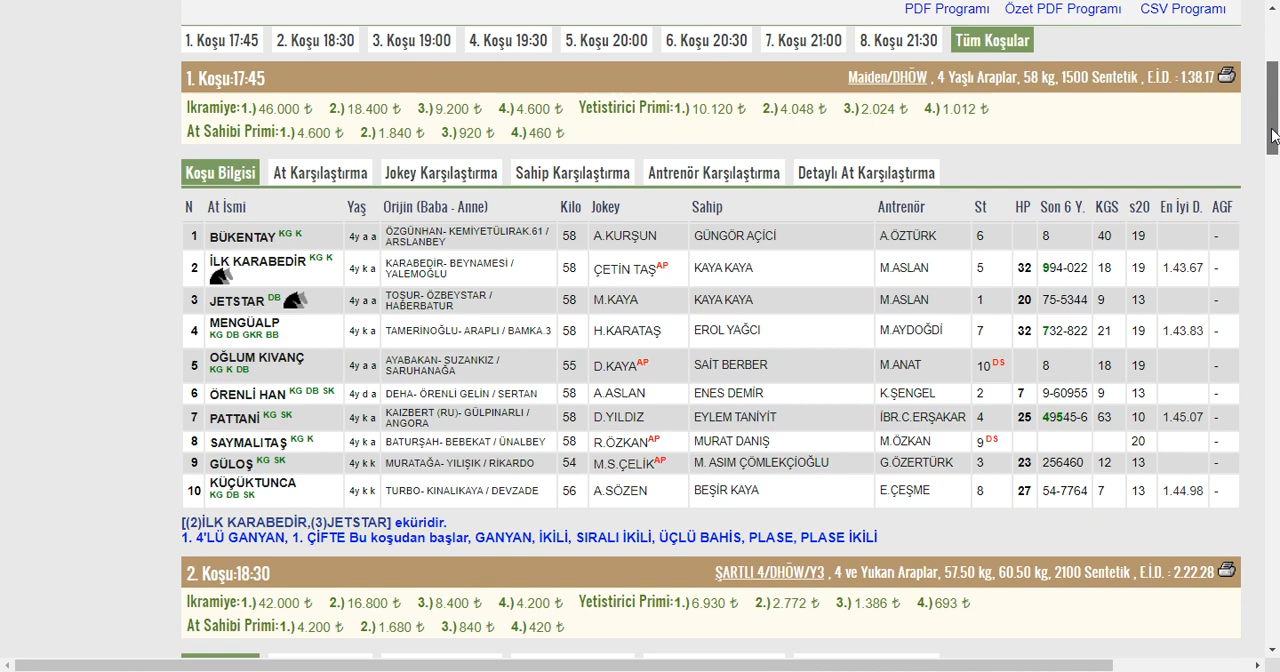 PDF Programı Özet PDF Programı CSV Programı
1. Koşu 17:45 2. Koşu 18:30 3. Koşu 19:00 4. Koşu 19:30 5. Koşu 20:00 6. Koşu 20:30 7. Koşu 21:00 8. Koşu 21:30 Tüm Koşular
1. Koşu:17:45 Maiden/DHÖW , 4 Yaşlı Araplar, 58 kg, 1500 Sentetik , E.İ.D. : 1.38.17
Ikramiye:1.) 46.000 ₺ 2.) 18.400 ₺ 3.) 9.200 ₺ 4.) 4.600 ₺ Yetistirici Primi:1.) 10.120 ₺ 2.) 4.048 ₺ 3.) 2.024 ₺ 4.) 1.012 ₺
At Sahibi Primi:1.) 4.600 ₺ 2.) 1.840 ₺ 3.) 920 ₺ 4.) 460 ₺
Koşu Bilgisi At Karşılaştırma Jokey Karşılaştırma Sahip Karşılaştırma Antrenör Karşılaştırma Detaylı At Karşılaştırma
N At İsmi Yaş Orijin (Baba - Anne) Kilo Jokey Sahip Antrenör St HP Son 6 Y. KGS s20 En İyi D. AGF
1 BÜKENTAY KG K 4y a a ÖZGÜNHAN- KEMİYETÜLIRAK.61 / ARSLANBEY 58 A.KURŞUN GÜNGÖR AÇİCİ A.ÖZTÜRK 6 8 40 19 -
2 İLK KARABEDİR KG K 4y k a KARABEDİR- BEYNAMESİ / YALEMOĞLU 58 ÇETİN TAŞ AP KAYA KAYA M.ASLAN 5 32 994-022 18 19 1.43.67 -
3 JETSTAR DB 4y a a TOŞUR- ÖZBEYSTAR / HABERBATUR 58 M.KAYA KAYA KAYA M.ASLAN 1 20 75-5344 9 13 -
4 MENGÜALP KG DB GKR BB 4y k a TAMERİNOĞLU- ARAPLI / BAMKA.3 58 H.KARATAŞ EROL YAĞCI M.AYDOĞDİ 7 32 732-822 21 19 1.43.83 -
5 OĞLUM KIVANÇ KG K DB 4y a a AYABAKAN- SUZANKIZ / SARUHANAĞA 55 D.KAYA AP SAİT BERBER M.ANAT 10 DS 8 18 19 -
6 ÖRENLİ HAN KG DB SK 4y d a DEHA- ÖRENLİ GELİN / SERTAN 58 A.ASLAN ENES DEMİR K.ŞENGEL 2 7 9-60955 9 13 -
7 PATTANİ KG SK 4y k a KAIZBERT (RU)- GÜLPINARLI / ANGORA 58 D.YILDIZ EYLEM TANİYİT İBR.C.ERŞAKAR 4 25 49545-6 63 10 1.45.07 -
8 SAYMALITAŞ KG K 4y k a BATURŞAH- BEBEKAT / ÜNALBEY 58 R.ÖZKAN AP MURAT DANIŞ M.ÖZKAN 9 DS 20 -
9 GÜLOŞ KG SK 4y k k MURATAĞA- YILIŞIK / RİKARDO 54 M.S.ÇELİK AP M. ASIM ÇÖMLEKÇİOĞLU G.ÖZERTÜRK 3 23 256460 12 13 -
10 KÜÇÜKTUNCA KG DB SK 4y k k TURBO- KINALIKAYA / DEVZADE 56 A.SÖZEN BEŞİR KAYA E.ÇEŞME 8 27 54-7764 7 13 1.44.98 -
[(2)İLK KARABEDİR,(3)JETSTAR] eküridir.
1. 4'LÜ GANYAN, 1. ÇİFTE Bu koşudan başlar, GANYAN, İKİLİ, SIRALI İKİLİ, ÜÇLÜ BAHİS, PLASE, PLASE İKİLİ
2. Koşu:18:30 ŞARTLI 4/DHÖW/Y3 , 4 ve Yukarı Araplar, 57.50 kg, 60.50 kg, 2100 Sentetik , E.İ.D. : 2.22.28
Ikramiye:1.) 42.000 ₺ 2.) 16.800 ₺ 3.) 8.400 ₺ 4.) 4.200 ₺ Yetistirici Primi:1.) 6.930 ₺ 2.) 2.772 ₺ 3.) 1.386 ₺ 4.) 693 ₺
At Sahibi Primi:1.) 4.200 ₺ 2.) 1.680 ₺ 3.) 840 ₺ 4.) 420 ₺